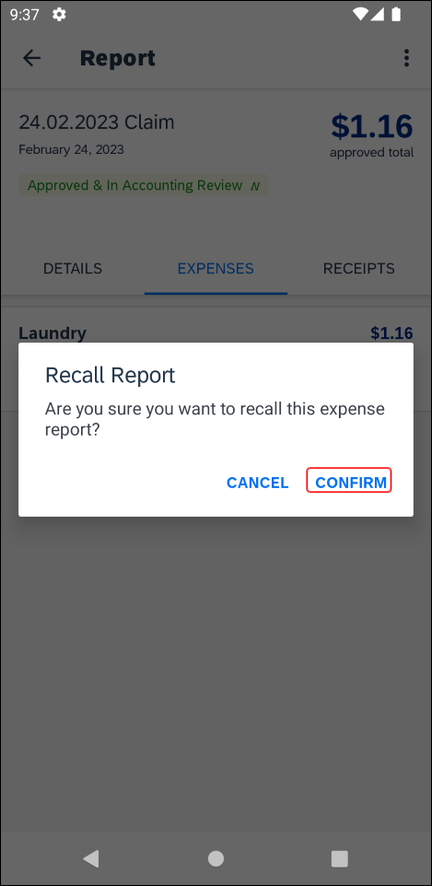 9:37
Report
24.02.2023 Claim
$1.16
February 24, 2023
approved total
Approved & In Accounting Review
DETAILS
EXPENSES
RECEIPTS
Laundry
$1.16
Recall Report
Are you sure you want to recall this expense
report?
CANCEL
CONFIRM